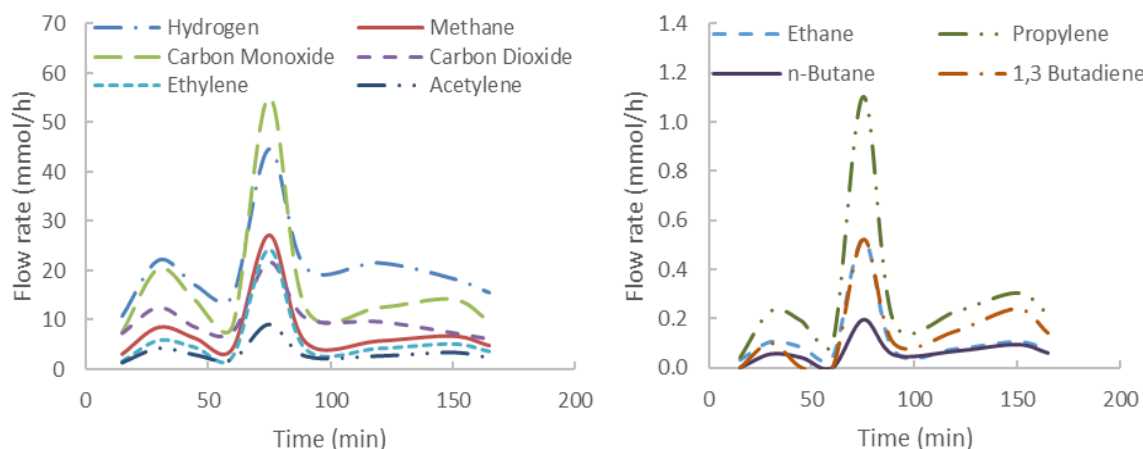 Flow rate (mmol/h)
70
60
50
40
30
20
10
0
Hydrogen Methane
Carbon Monoxide Carbon Dioxide
Ethylene Acetylene
0 50 100 150 200
Time (min)
Flow rate (mmol/h)
1.4
1.2
1.0
0.8
0.6
0.4
0.2
0.0
Ethane Propylene
n-Butane 1,3 Butadiene
0 50 100 150 200
Time (min)